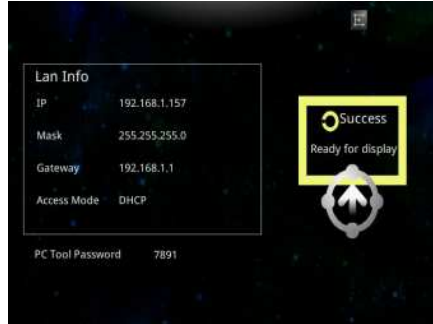 Lan Info
IP 192.168.1.157
Mask 255.255.255.0
Gateway 192.168.1.1
Access Mode DHCP
PC Tool Password 7891
Success
Ready for display